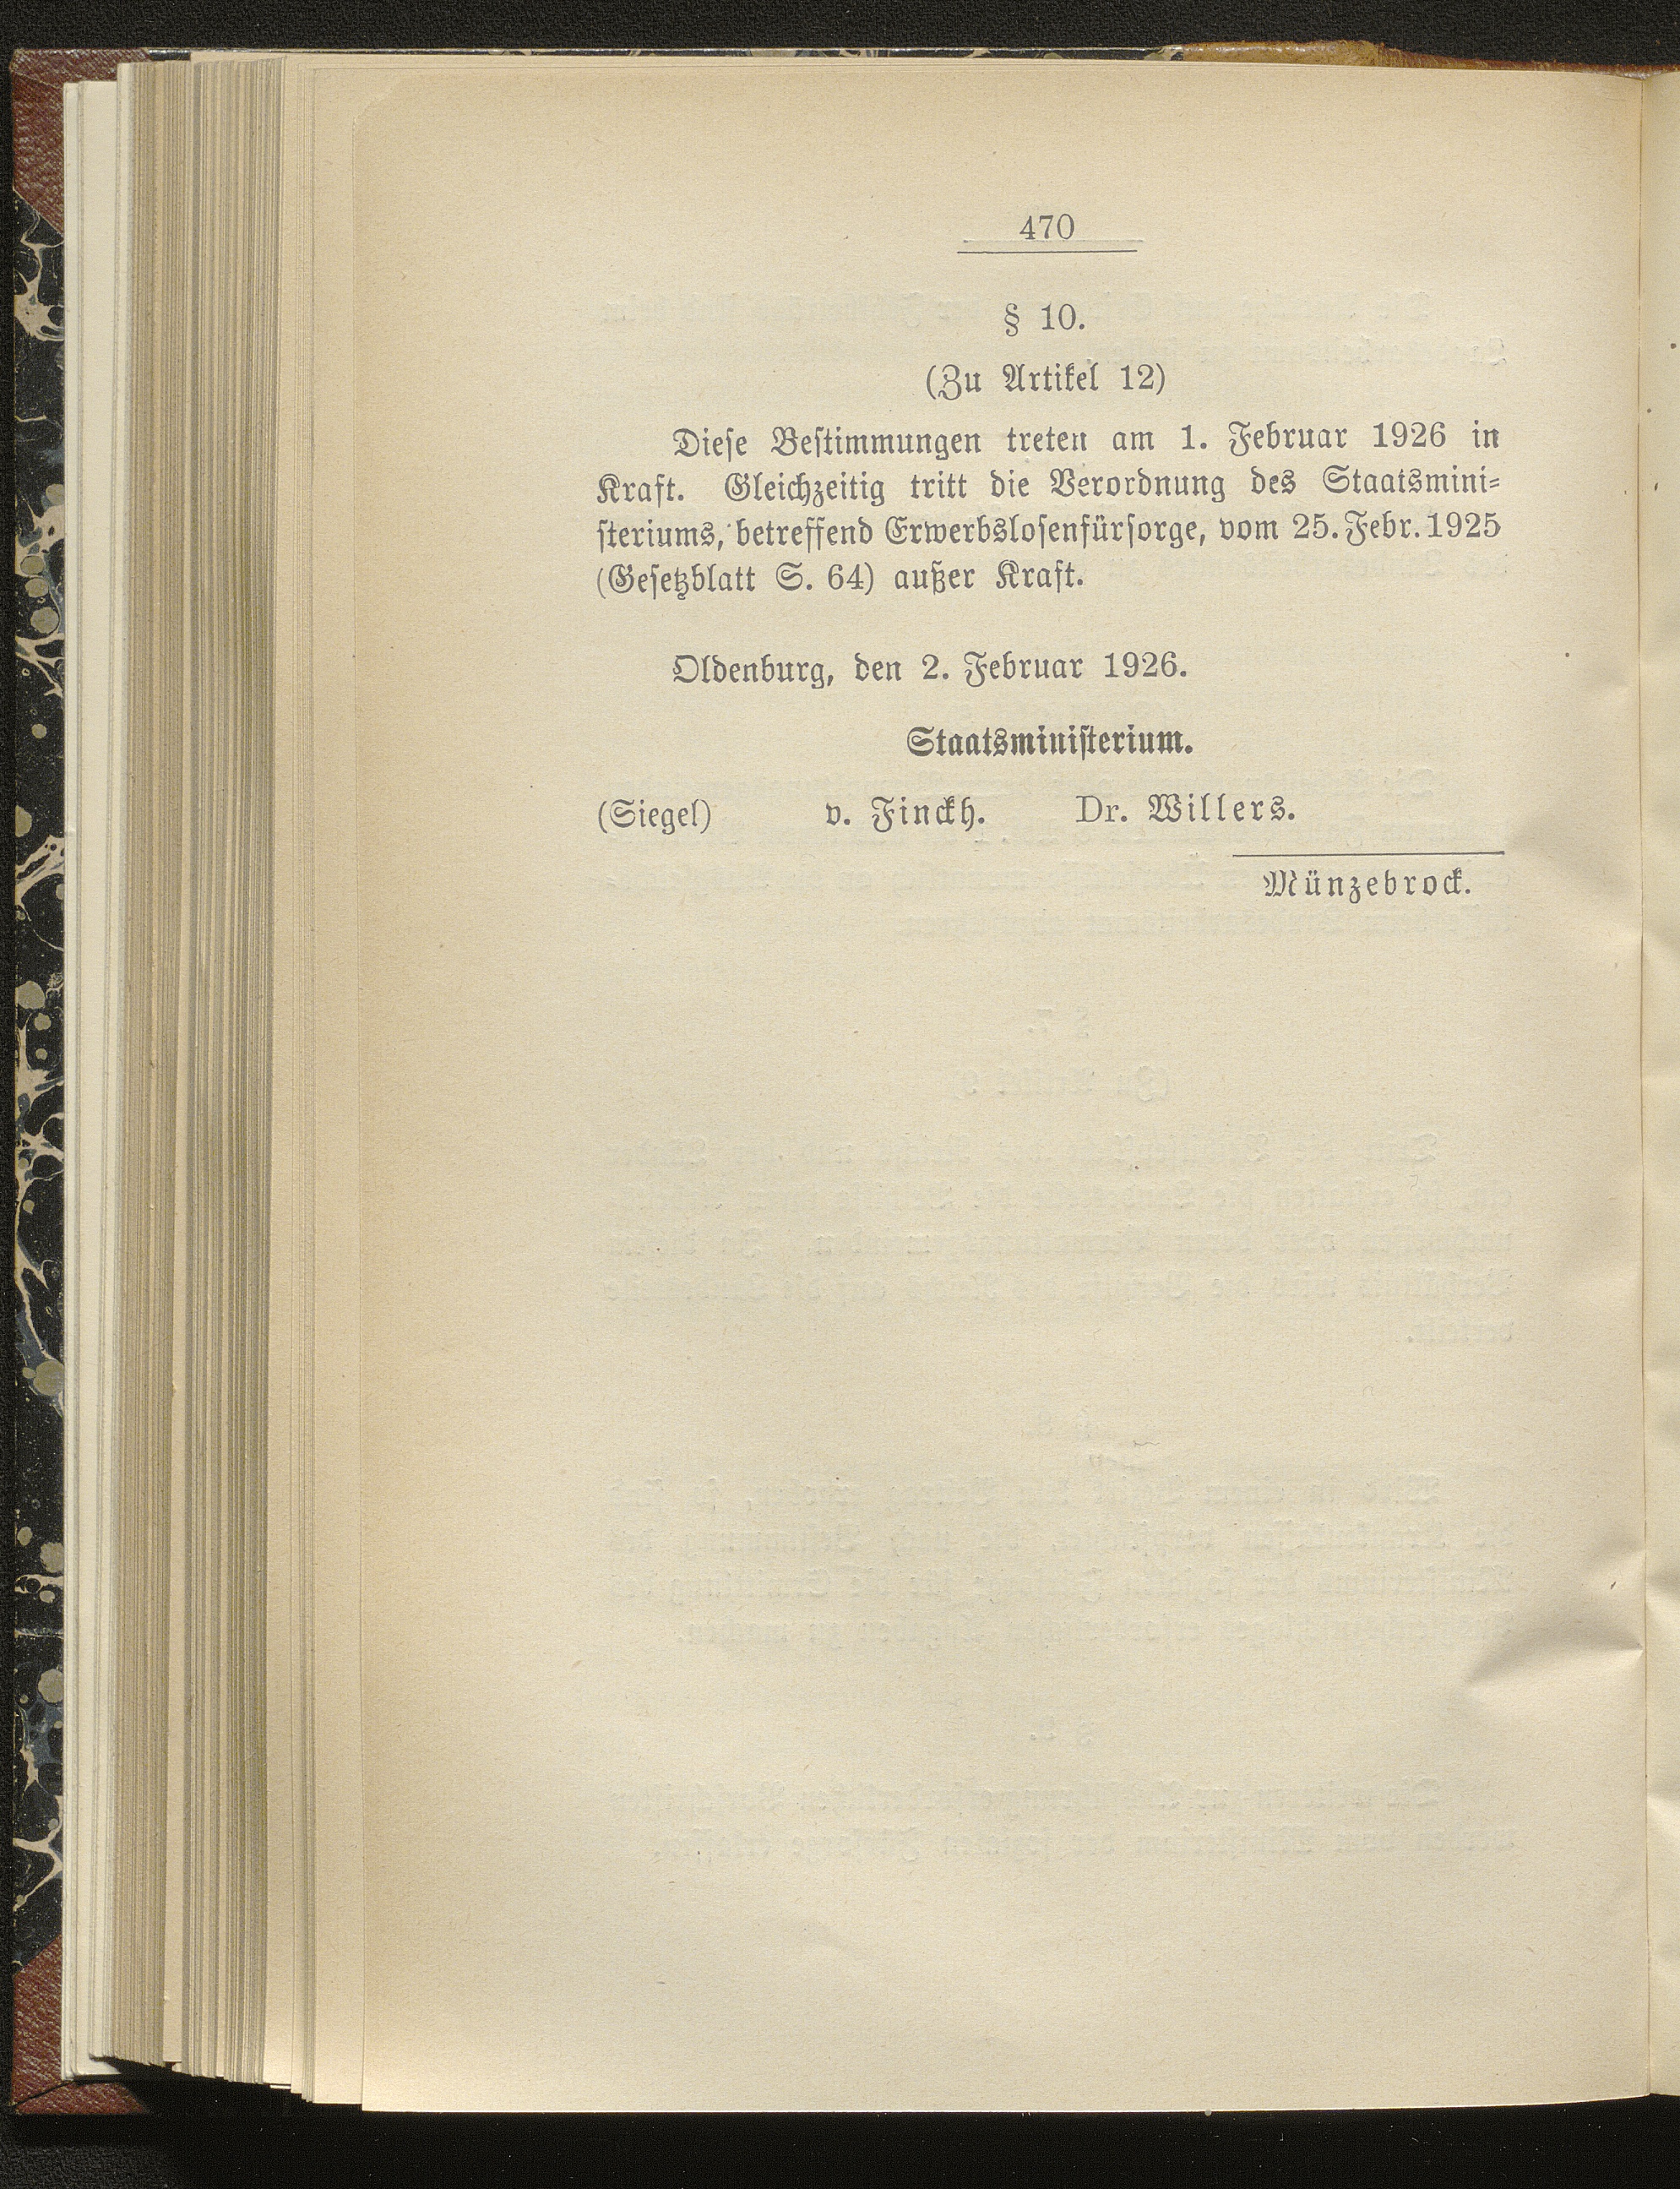 470
§ 10.
(Zu Artikel 12)
Diese Bestimmungen treten am 1. Februar 1926 in
Kraft. Gleichzeitig tritt die Verordnung des Staatsmini-
steriums, betreffend Erwerbslosenfürsorge, vom 25. Febr. 1925
(Gesetzblatt S. 64) außer Kraft.
Oldenburg, den 2. Februar 1926.
Staatsministerium.
(Siegel) v. Finckh. Dr. Willers.
Münzebrock.